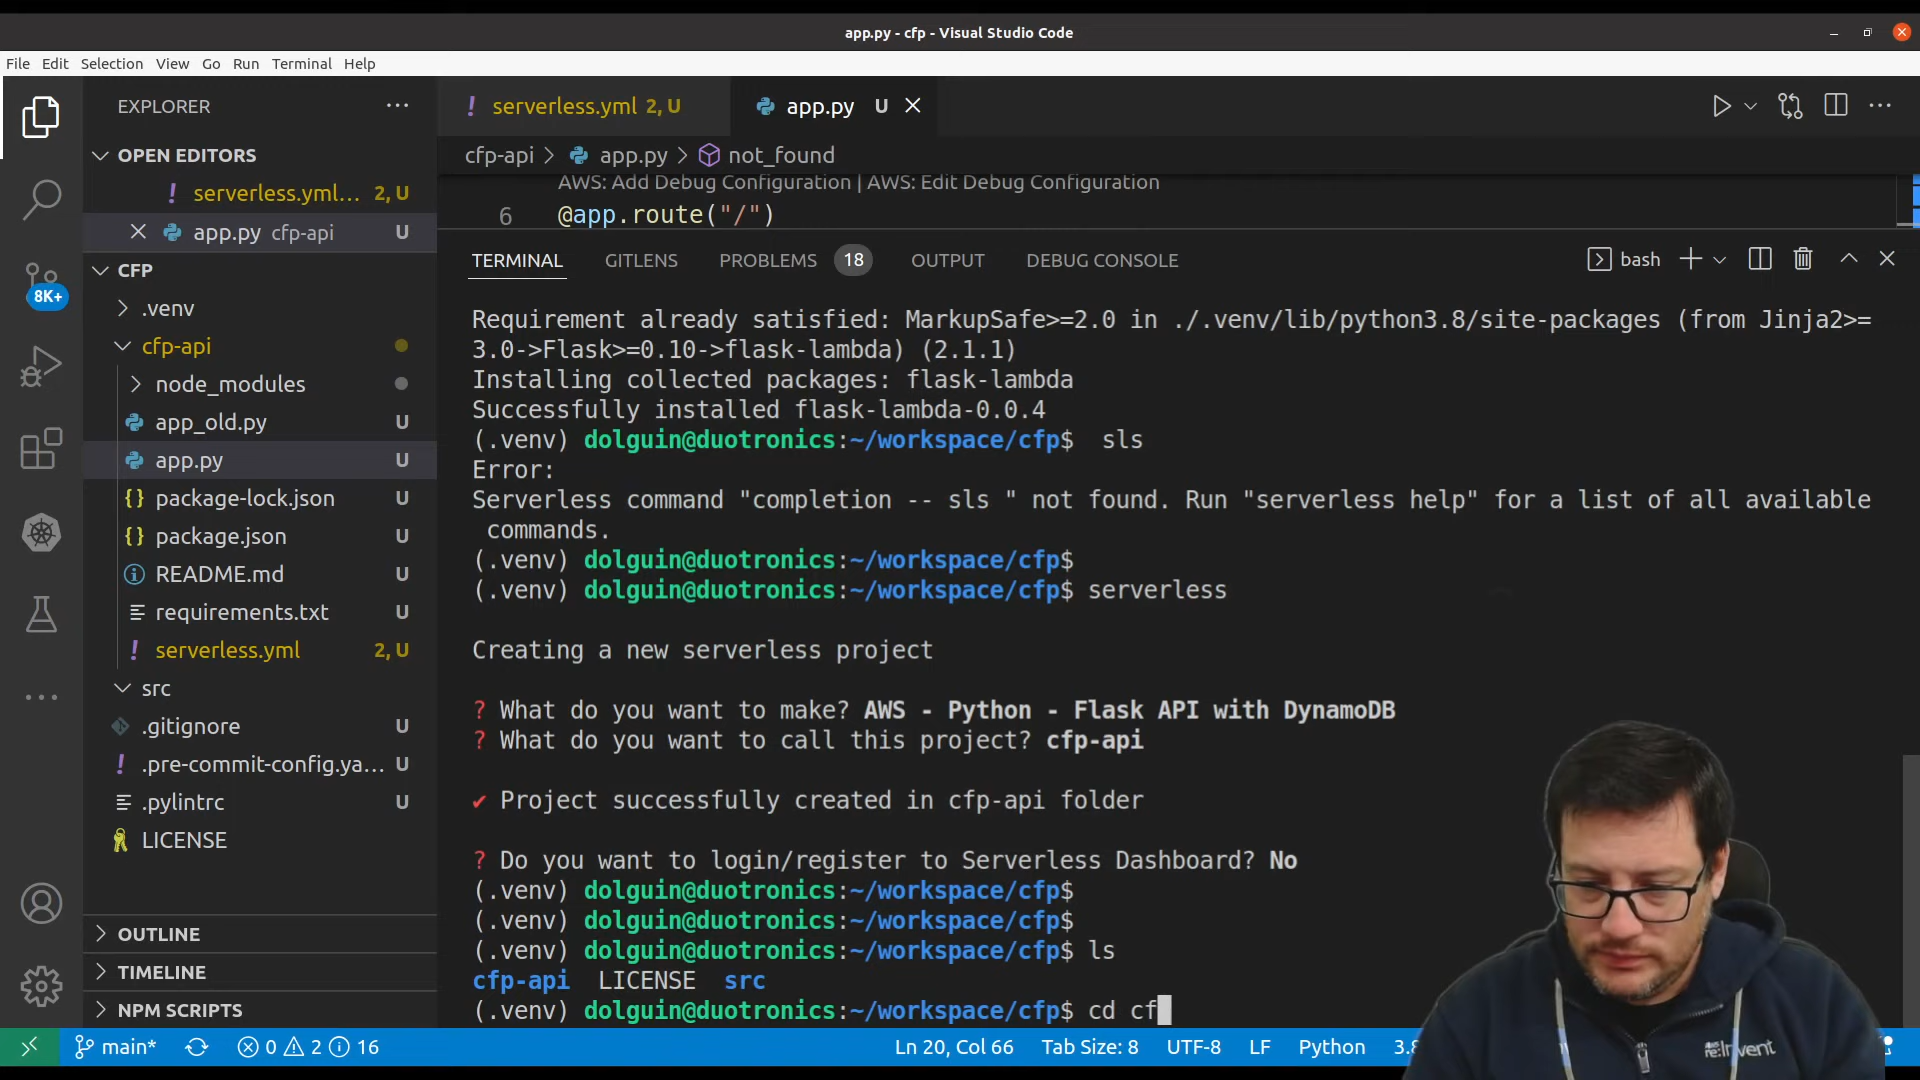 app.py - cfp - Visual Studio Code
File Edit Selection View Go Run Terminal Help
EXPLORER
OPEN EDITORS
serverless.yml... 2, U
app.py cfp-api U
CFP
.venv
cfp-api
node_modules
app_old.py U
app.py U
package-lock.json U
package.json U
README.md U
requirements.txt U
serverless.yml 2, U
src
.gitignore U
.pre-commit-config.ya... U
.pylintrc U
LICENSE
OUTLINE
TIMELINE
NPM SCRIPTS
8K+
serverless.yml 2, U
app.py U
cfp-api > app.py > not_found
AWS: Add Debug Configuration | AWS: Edit Debug Configuration
6 @app.route("/")
TERMINAL GITLENS PROBLEMS 18 OUTPUT DEBUG CONSOLE
bash
Requirement already satisfied: MarkupSafe>=2.0 in ./.venv/lib/python3.8/site-packages (from Jinja2>=
3.0->Flask>=0.10->flask-lambda) (2.1.1)
Installing collected packages: flask-lambda
Successfully installed flask-lambda-0.0.4
(.venv) dolguin@duotronics:~/workspace/cfp$  sls
Error:
Serverless command "completion -- sls " not found. Run "serverless help" for a list of all available
commands.
(.venv) dolguin@duotronics:~/workspace/cfp$
(.venv) dolguin@duotronics:~/workspace/cfp$ serverless
Creating a new serverless project
? What do you want to make? AWS - Python - Flask API with DynamoDB
? What do you want to call this project? cfp-api
✔ Project successfully created in cfp-api folder
? Do you want to login/register to Serverless Dashboard? No
(.venv) dolguin@duotronics:~/workspace/cfp$
(.venv) dolguin@duotronics:~/workspace/cfp$
(.venv) dolguin@duotronics:~/workspace/cfp$ ls
cfp-api  LICENSE  src
(.venv) dolguin@duotronics:~/workspace/cfp$ cd cf
main* 0 2 16 Ln 20, Col 66 Tab Size: 8 UTF-8 LF Python 3.8
re:Invent